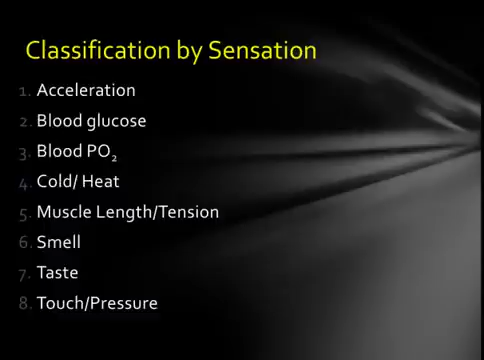 Classification by Sensation
1. Acceleration
2. Blood glucose
3. Blood PO₂
4. Cold/ Heat
5. Muscle Length/Tension
6. Smell
7. Taste
8. Touch/Pressure